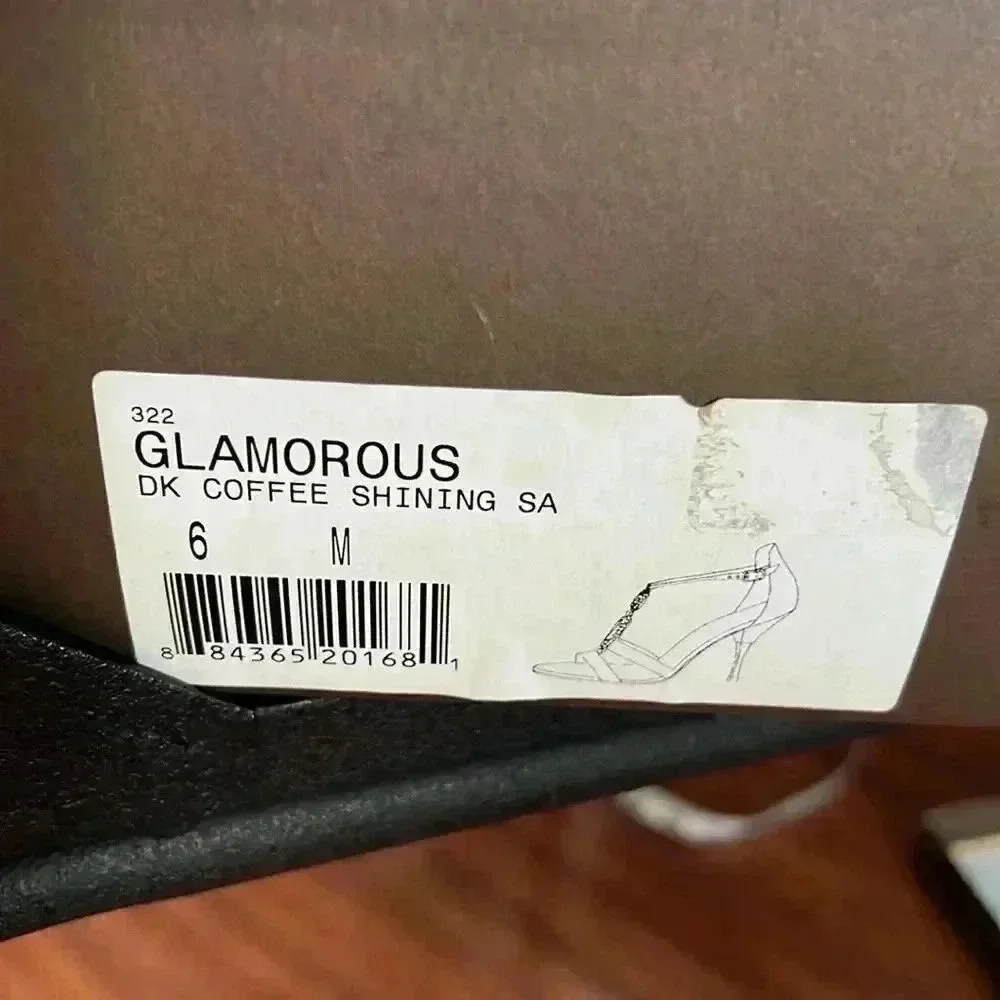 322
GLAMOROUS
DK COFFEE SHINING SA
6 M
8 84365 20168 1